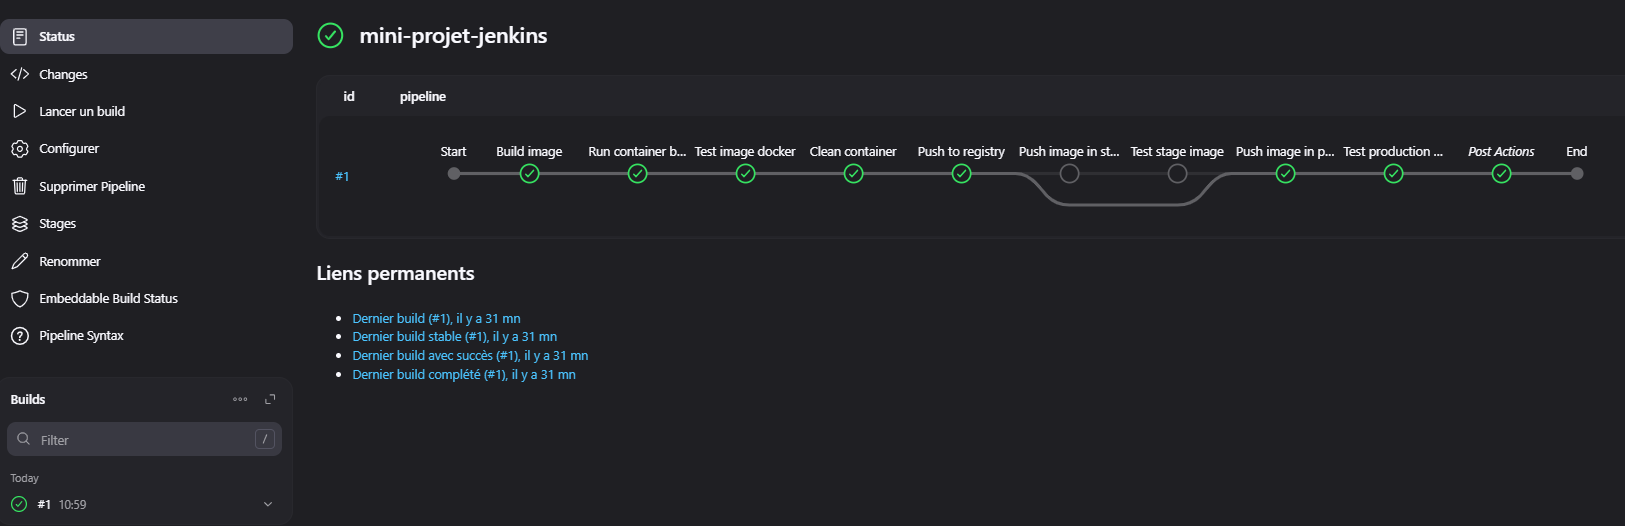 Status
Changes
Lancer un build
Configurer
Supprimer Pipeline
Stages
Renommer
Embeddable Build Status
Pipeline Syntax
Builds
Filter /
Today
#1 10:59
mini-projet-jenkins
id pipeline
Start Build image Run container b... Test image docker Clean container Push to registry Push image in st... Test stage image Push image in p... Test production ... Post Actions End
#1
Liens permanents
Dernier build (#1), il y a 31 mn
Dernier build stable (#1), il y a 31 mn
Dernier build avec succès (#1), il y a 31 mn
Dernier build complété (#1), il y a 31 mn